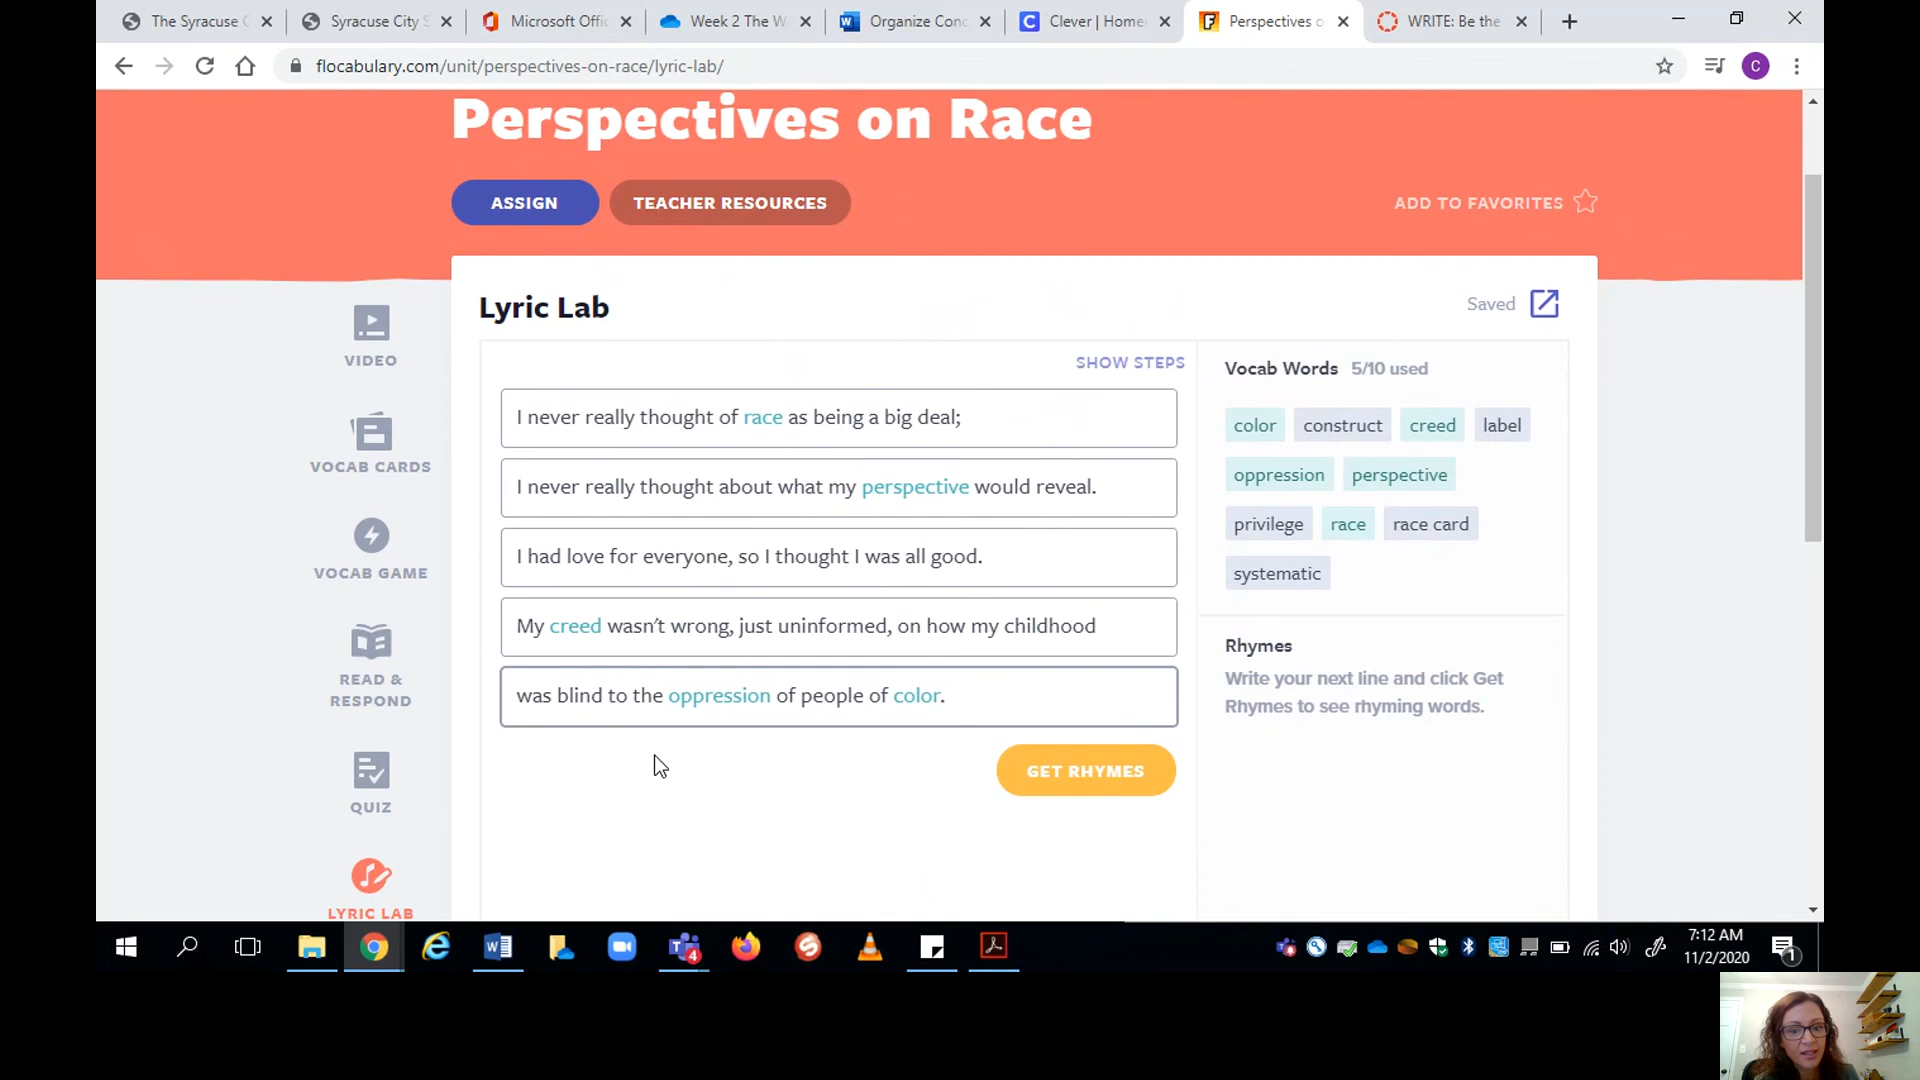 The Syracuse C
Syracuse City S
Microsoft Offic
Week 2 The W
Organize Conc
Clever | Home
Perspectives o
WRITE: Be the
flocabulary.com/unit/perspectives-on-race/lyric-lab/
C
Perspectives on Race
ASSIGN
TEACHER RESOURCES
ADD TO FAVORITES
VIDEO
VOCAB CARDS
VOCAB GAME
READ &
RESPOND
QUIZ
LYRIC LAB
Lyric Lab
Saved
SHOW STEPS
I never really thought of race as being a big deal;
I never really thought about what my perspective would reveal.
I had love for everyone, so I thought I was all good.
My creed wasn't wrong, just uninformed, on how my childhood
was blind to the oppression of people of color.
GET RHYMES
Vocab Words 5/10 used
color construct creed label
oppression perspective
privilege race race card
systematic
Rhymes
Write your next line and click Get
Rhymes to see rhyming words.
4
7:12 AM
11/2/2020
1